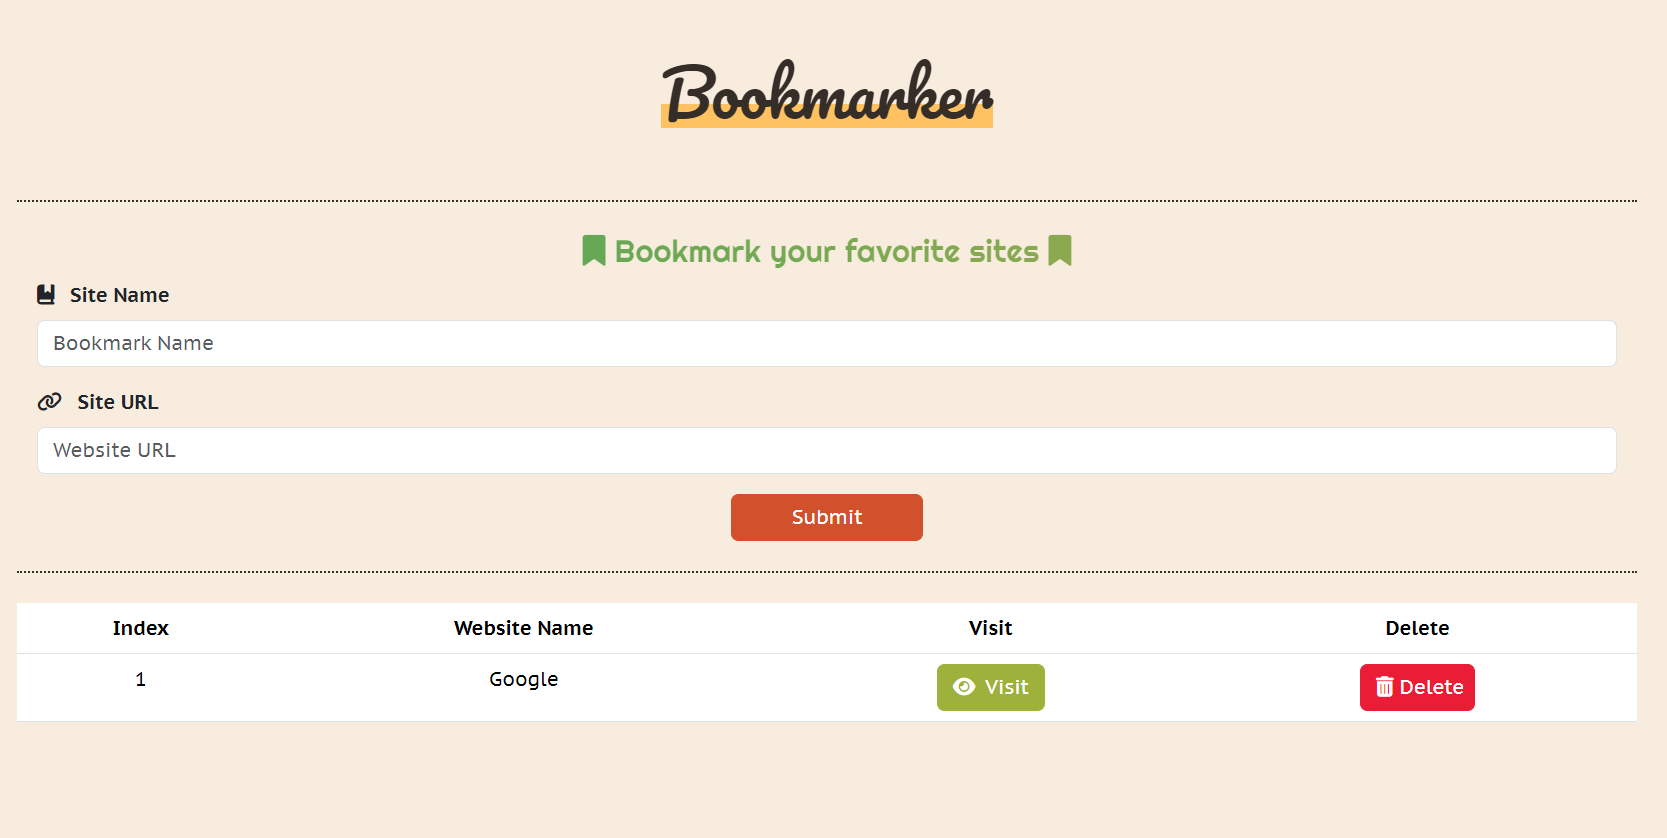 Bookmarker
Bookmark your favorite sites
Site Name
Bookmark Name
Site URL
Website URL
Submit
Index Website Name Visit Delete
1 Google Visit Delete